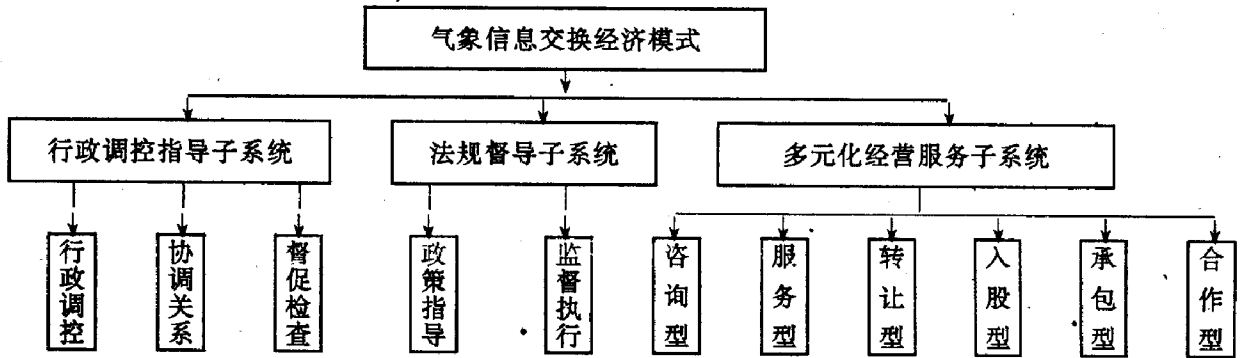 气象信息交换经济模式
行政调控指导子系统
法规督导子系统
多元化经营服务子系统
行政调控
协调关系
督促检查
政策指导
监督执行
咨询型
服务型
转让型
入股型
承包型
合作型